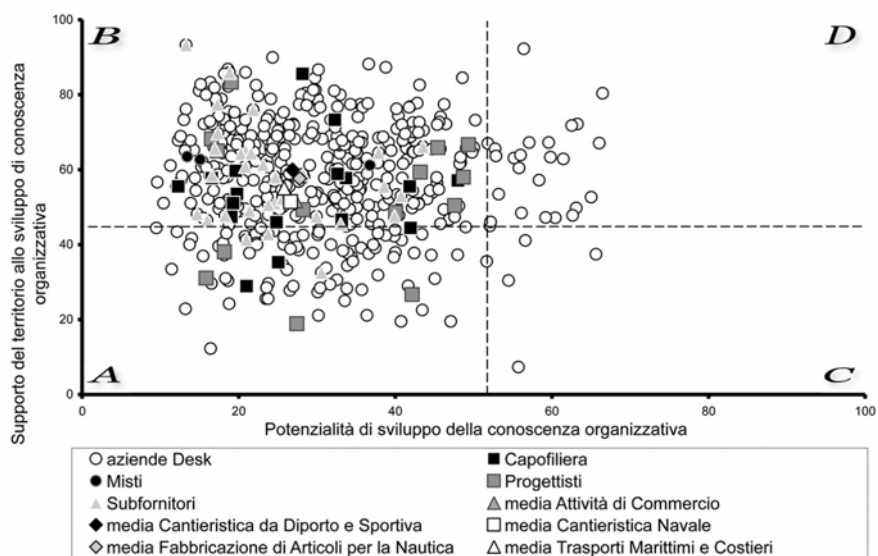 100
B
D
80
60
40
20
0
A
C
0
20
40
60
80
100
Supporto del territorio allo sviluppo di conoscenza
organizzativa
Potenzialità di sviluppo della conoscenza organizzativa
aziende Desk
Capofiliera
Misti
Progettisti
Subfornitori
media Attività di Commercio
media Cantieristica da Diporto e Sportiva
media Cantieristica Navale
media Fabbricazione di Articoli per la Nautica
media Trasporti Marittimi e Costieri